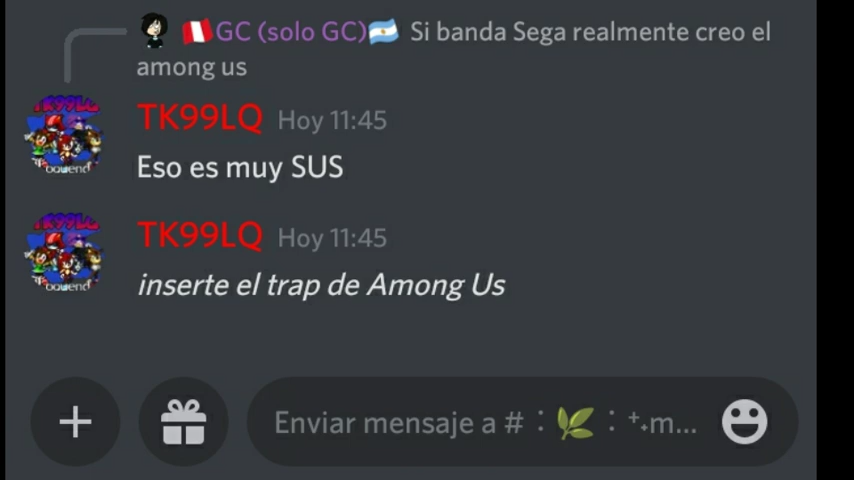 🇵🇪GC (solo GC)🇦🇷 Si banda Sega realmente creo el
among us
TK99LQ Hoy 11:45
Eso es muy SUS
TK99LQ Hoy 11:45
inserte el trap de Among Us
Enviar mensaje a # ：🌿：⁺˖m...